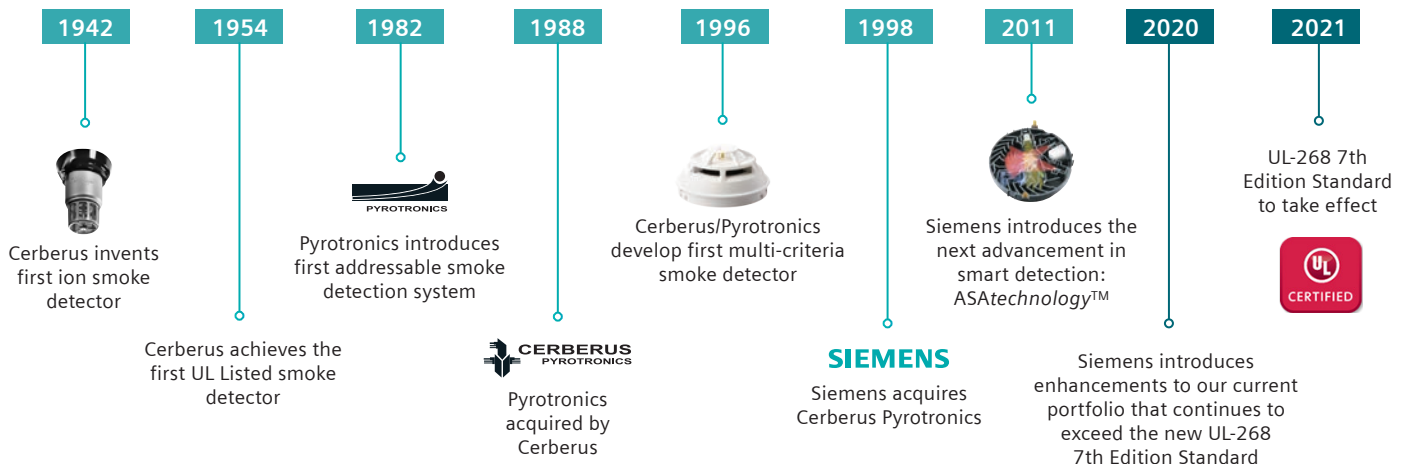 1942
Cerberus invents
first ion smoke
detector
1954
Cerberus achieves the
first UL Listed smoke
detector
1982
PYROTRONICS
Pyrotronics introduces
first addressable smoke
detection system
1988
CERBERUS
PYROTRONICS
Pyrotronics
acquired by
Cerberus
1996
Cerberus/Pyrotronics
develop first multi-criteria
smoke detector
1998
SIEMENS
Siemens acquires
Cerberus Pyrotronics
2011
Siemens introduces the
next advancement in
smart detection:
ASAtechnology™
2020
Siemens introduces
enhancements to our current
portfolio that continues to
exceed the new UL-268
7th Edition Standard
2021
UL-268 7th
Edition Standard
to take effect
UL
CERTIFIED